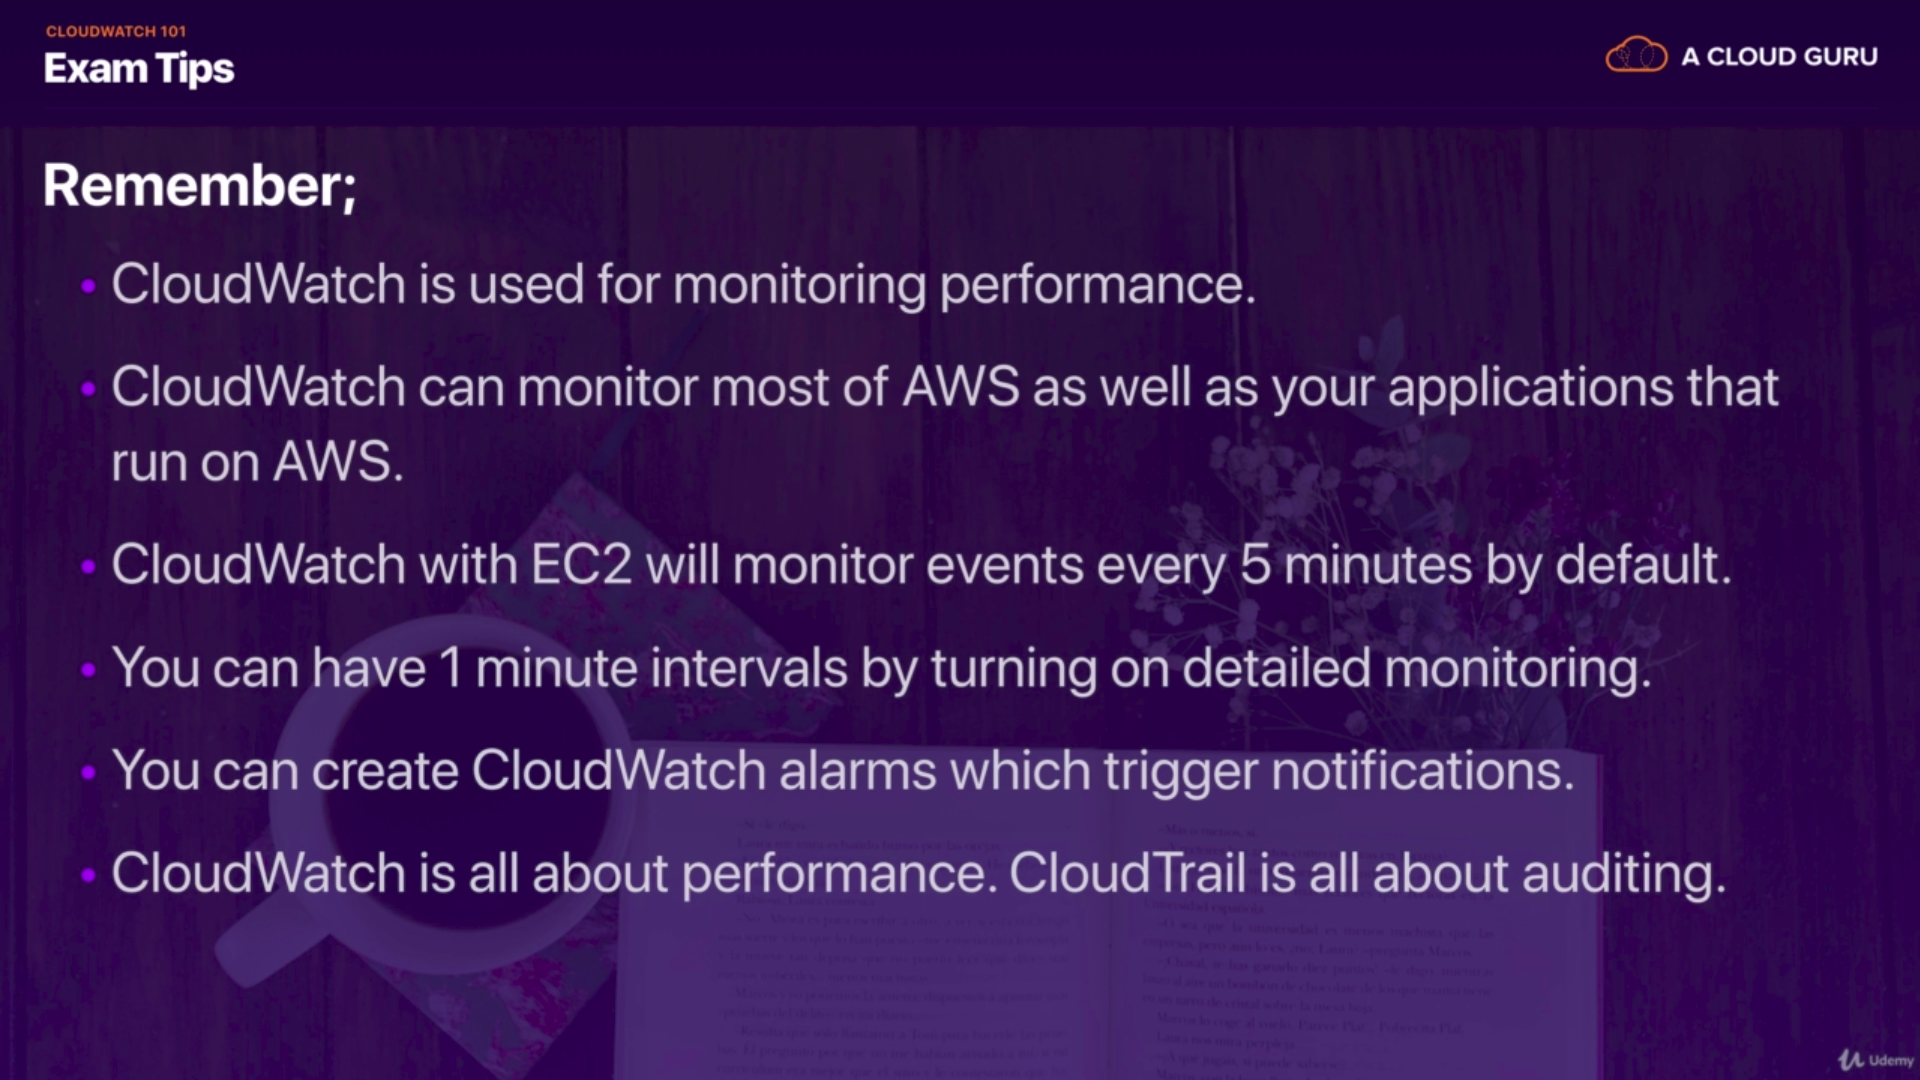 CLOUDWATCH 101
Exam Tips
A CLOUD GURU
Remember;
CloudWatch is used for monitoring performance.
CloudWatch can monitor most of AWS as well as your applications that
run on AWS.
CloudWatch with EC2 will monitor events every 5 minutes by default.
You can have 1 minute intervals by turning on detailed monitoring.
You can create CloudWatch alarms which trigger notifications.
CloudWatch is all about performance. CloudTrail is all about auditing.
Udemy